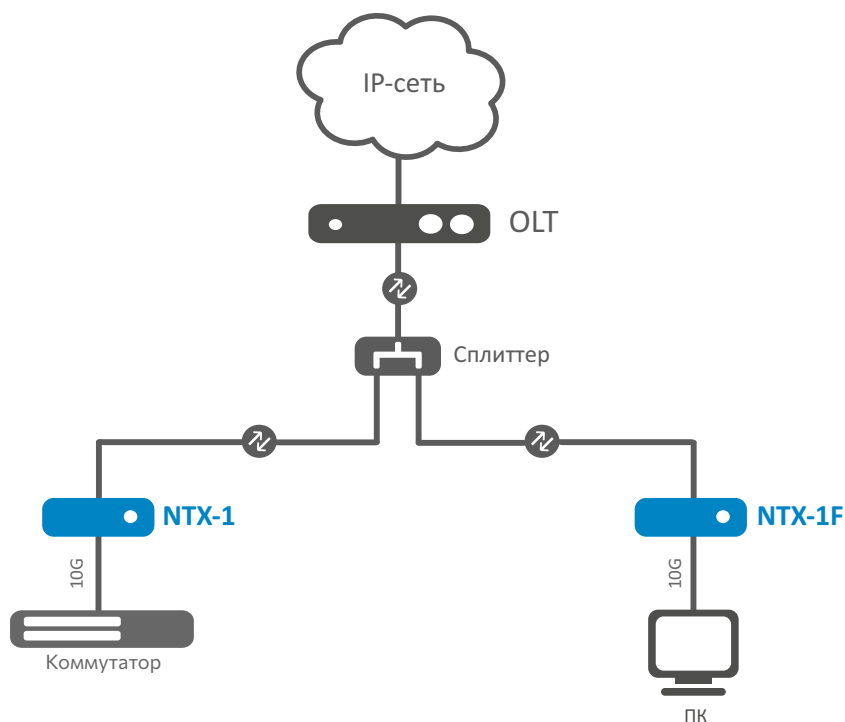 IP-сеть
OLT
Сплиттер
NTX-1
NTX-1F
10G
10G
Коммутатор
ПК